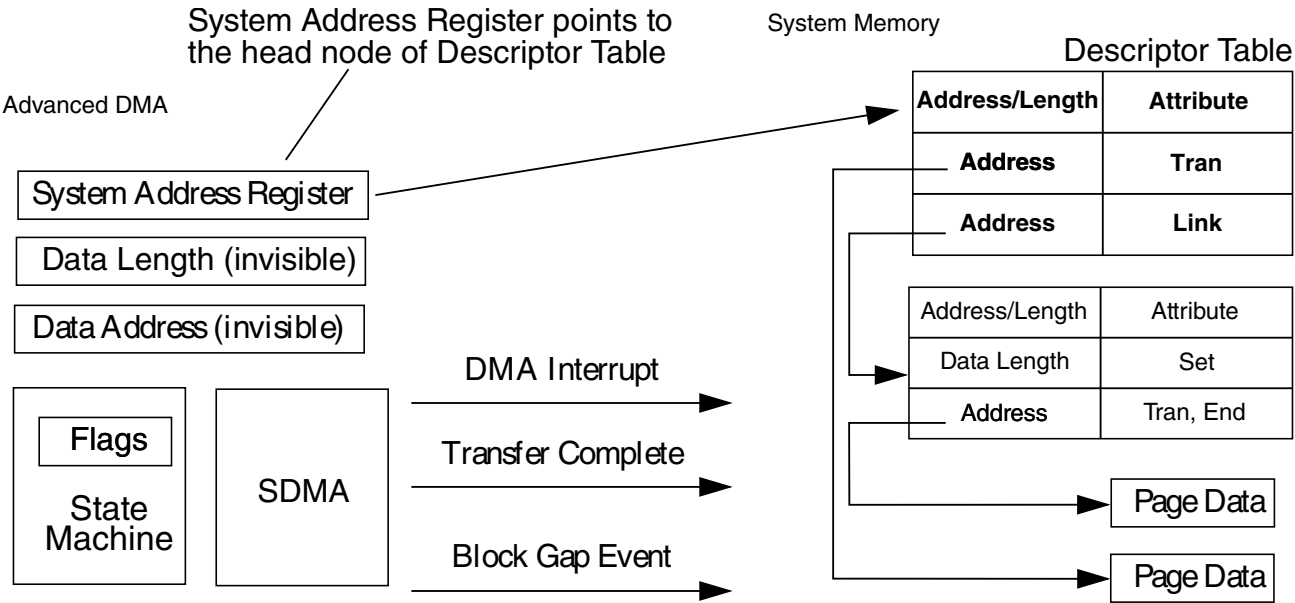 System Address Register points to
the head node of Descriptor Table
System Memory
Descriptor Table
Advanced DMA
Address/Length Attribute
Address Tran
Address Link
System Address Register
Data Length (invisible)
Data Address (invisible)
Address/Length Attribute
Data Length Set
Address Tran, End
Flags
State
Machine
SDMA
DMA Interrupt
Transfer Complete
Block Gap Event
Page Data
Page Data